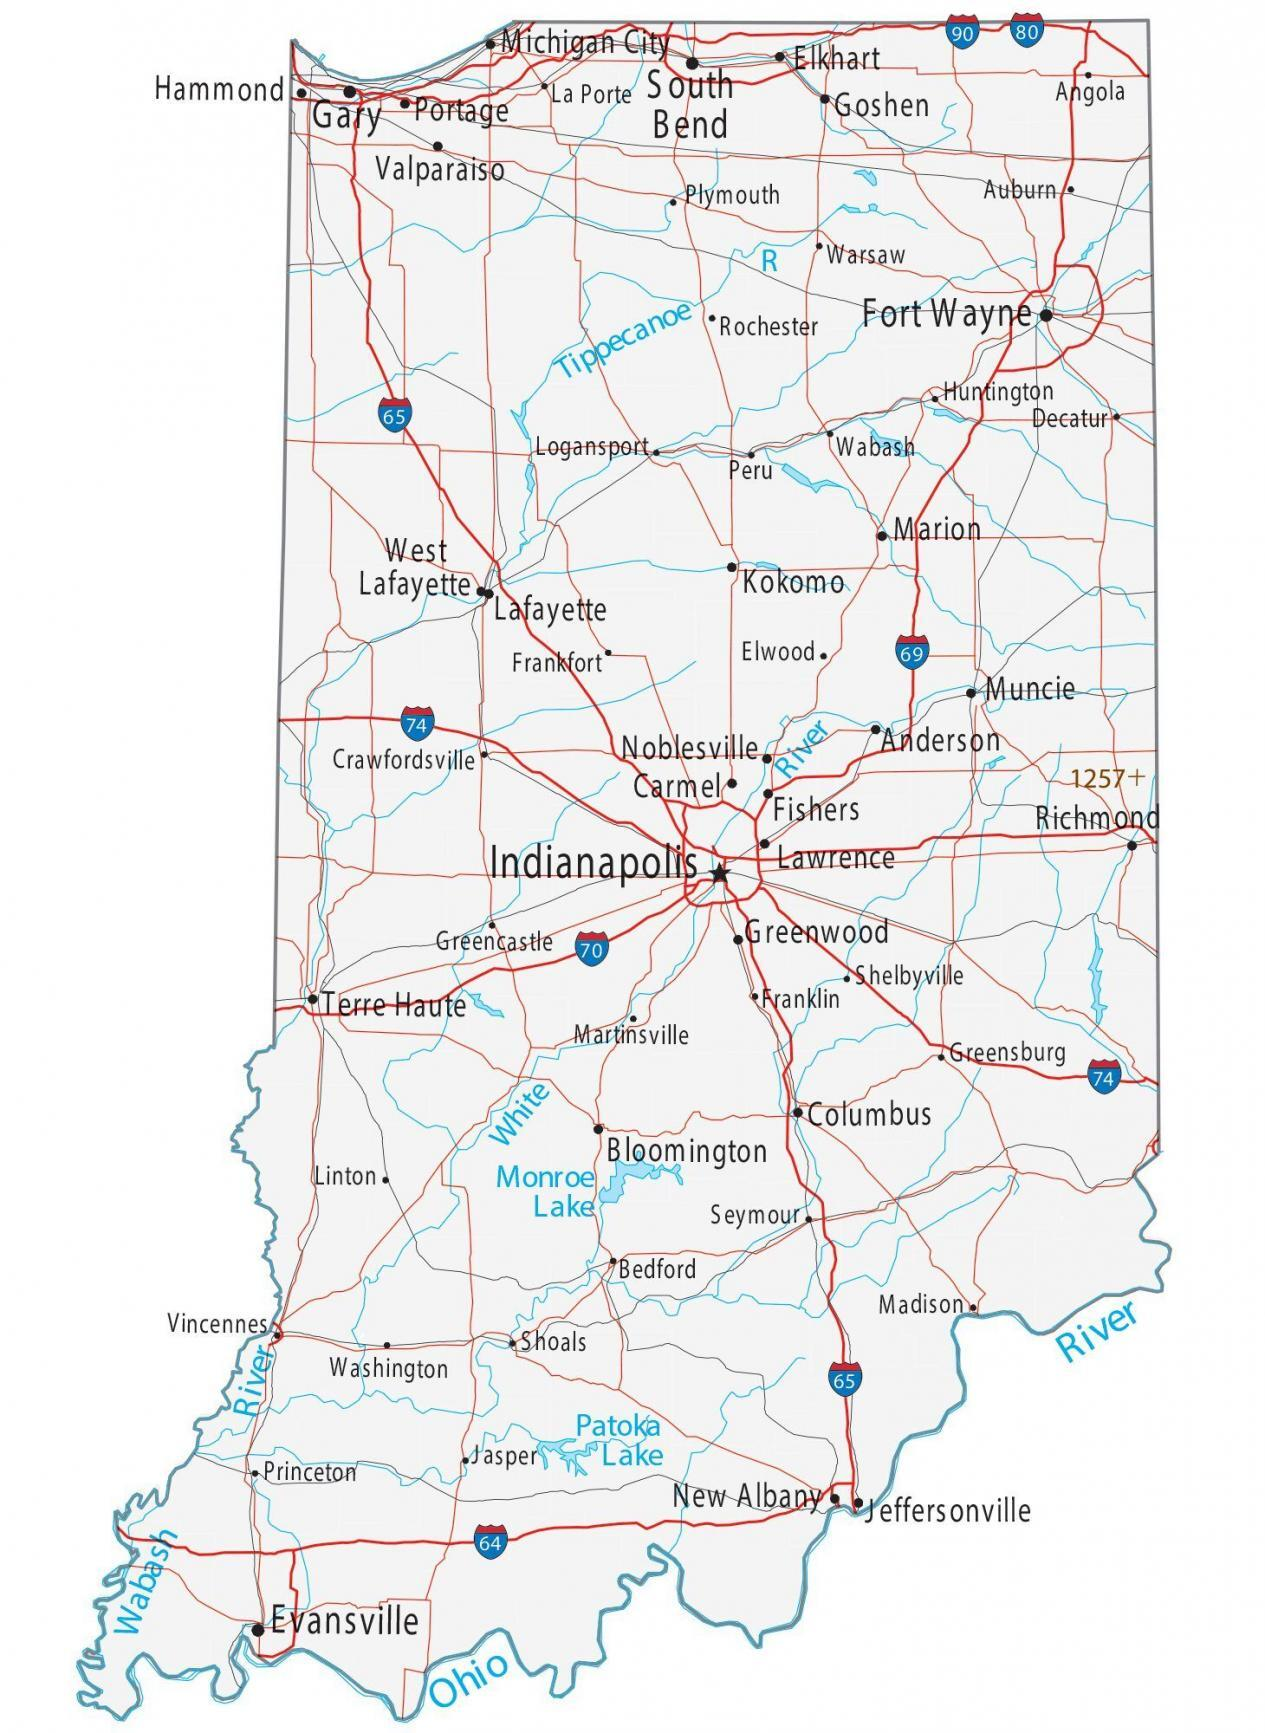 90
80
Michigan City
Elkhart
Hammond
La Porte
South
Bend
Angola
Gary
Portage
Goshen
Valparaiso
Plymouth
Auburn
R
Warsaw
Tippecanoe
Rochester
Fort Wayne
65
Huntington
Decatur
Logansport
Wabash
Peru
Marion
West
Lafayette
Kokomo
Lafayette
Frankfort
Elwood
69
Muncie
74
Crawfordsville
Noblesville
River
Anderson
Carmel
1257+
Fishers
Richmond
Indianapolis
Lawrence
Greencastle
70
Greenwood
Shelbyville
Terre Haute
Franklin
Martinsville
Greensburg
74
White
Columbus
Bloomington
Linton
Monroe
Lake
Seymour
Bedford
Madison
River
Vincennes
Shoals
Washington
River
65
Patoka
Lake
Jasper
Princeton
New Albany
Jeffersonville
64
Wabash
Evansville
Ohio